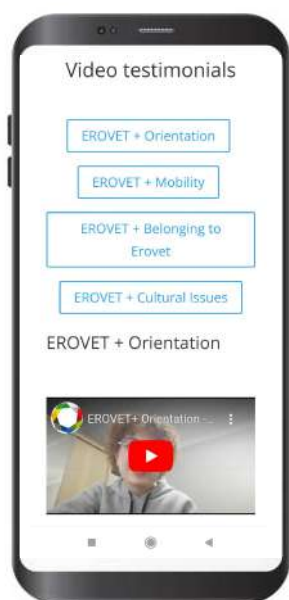 Video testimonials
EROVET + Orientation
EROVET + Mobility
EROVET + Belonging to
Erovet
EROVET + Cultural Issues
EROVET + Orientation
EROVET+ Orientation -...